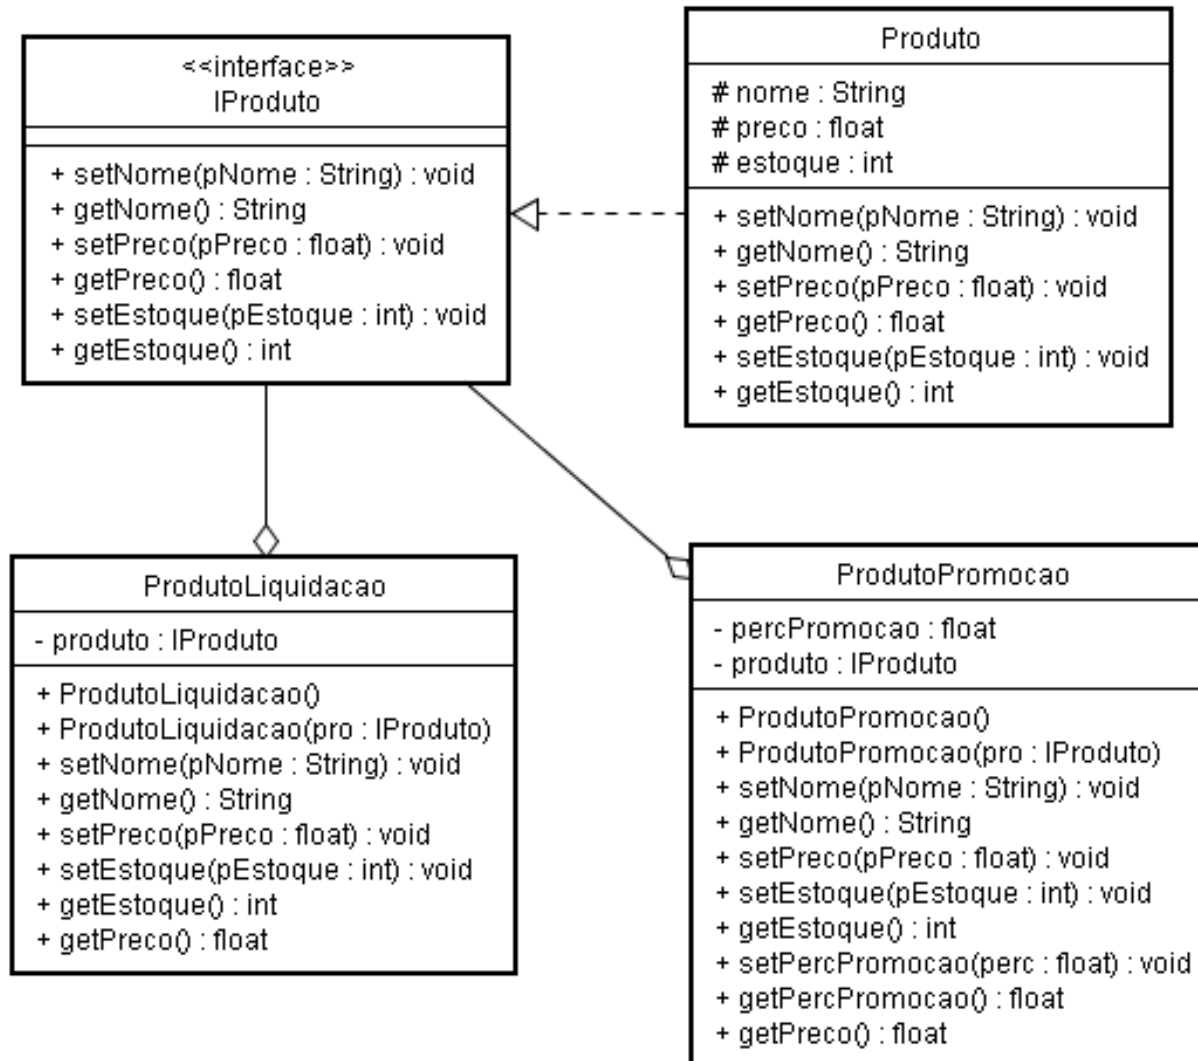 <<interface>>
IProduto
+ setNome(pNome : String) : void
+ getNome() : String
+ setPreco(pPreco : float) : void
+ getPreco() : float
+ setEstoque(pEstoque : int) : void
+ getEstoque() : int
Produto
# nome : String
# preco : float
# estoque : int
+ setNome(pNome : String) : void
+ getNome() : String
+ setPreco(pPreco : float) : void
+ getPreco() : float
+ setEstoque(pEstoque : int) : void
+ getEstoque() : int
ProdutoLiquidacao
- produto : IProduto
+ ProdutoLiquidacao()
+ ProdutoLiquidacao(pro : IProduto)
+ setNome(pNome : String) : void
+ getNome() : String
+ setPreco(pPreco : float) : void
+ setEstoque(pEstoque : int) : void
+ getEstoque() : int
+ getPreco() : float
ProdutoPromocao
- percPromocao : float
- produto : IProduto
+ ProdutoPromocao()
+ ProdutoPromocao(pro : IProduto)
+ setNome(pNome : String) : void
+ getNome() : String
+ setPreco(pPreco : float) : void
+ setEstoque(pEstoque : int) : void
+ getEstoque() : int
+ setPercPromocao(perc : float) : void
+ getPercPromocao() : float
+ getPreco() : float